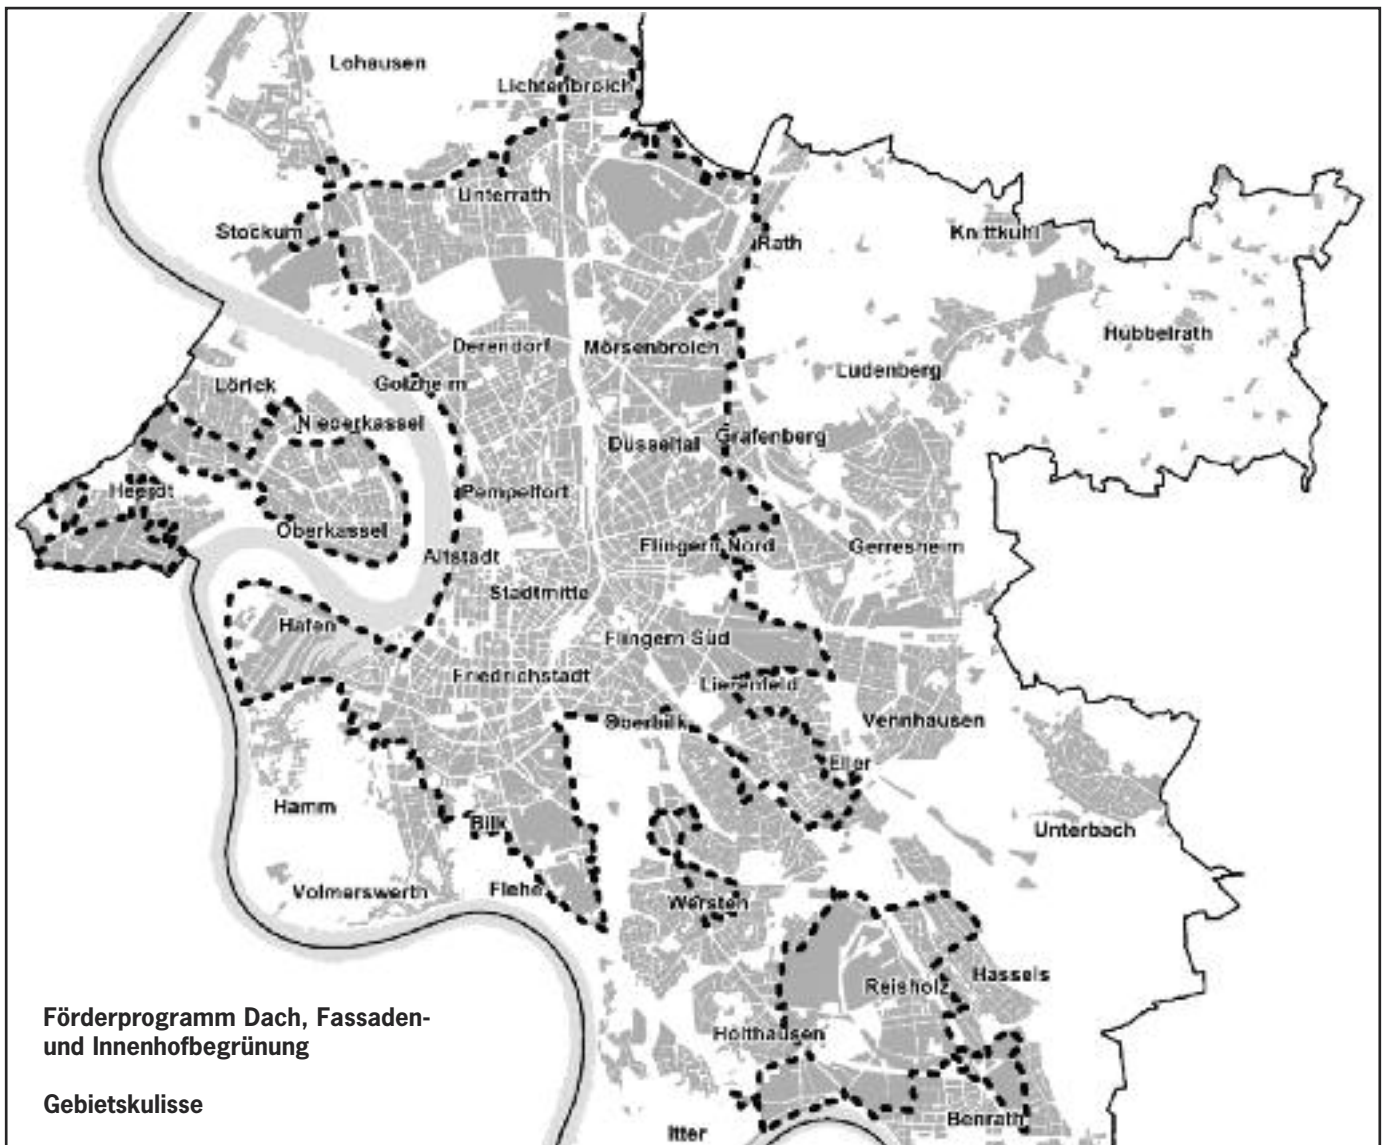 Lohausen
Lichtenbroich
Unterrath
Stockum
Rath
Knittkuhl
Hubbelrath
Derendorf
Mörsenbroich
Ludenberg
Golzheim
Lörick
Niederkassel
Düsseltal
Grafenberg
Heerdt
Pempelfort
Oberkassel
Altstadt
Flingern Nord
Gerresheim
Stadtmitte
Hafen
Flingern Süd
Friedrichstadt
Lierenfeld
Oberbilk
Vennhausen
Eller
Hamm
Bilk
Unterbach
Volmerswerth
Flehe
Wersten
Reisholz
Hassels
Holthausen
Förderprogramm Dach, Fassaden-
und Innenhofbegrünung
Gebietskulisse
Benrath
Itter